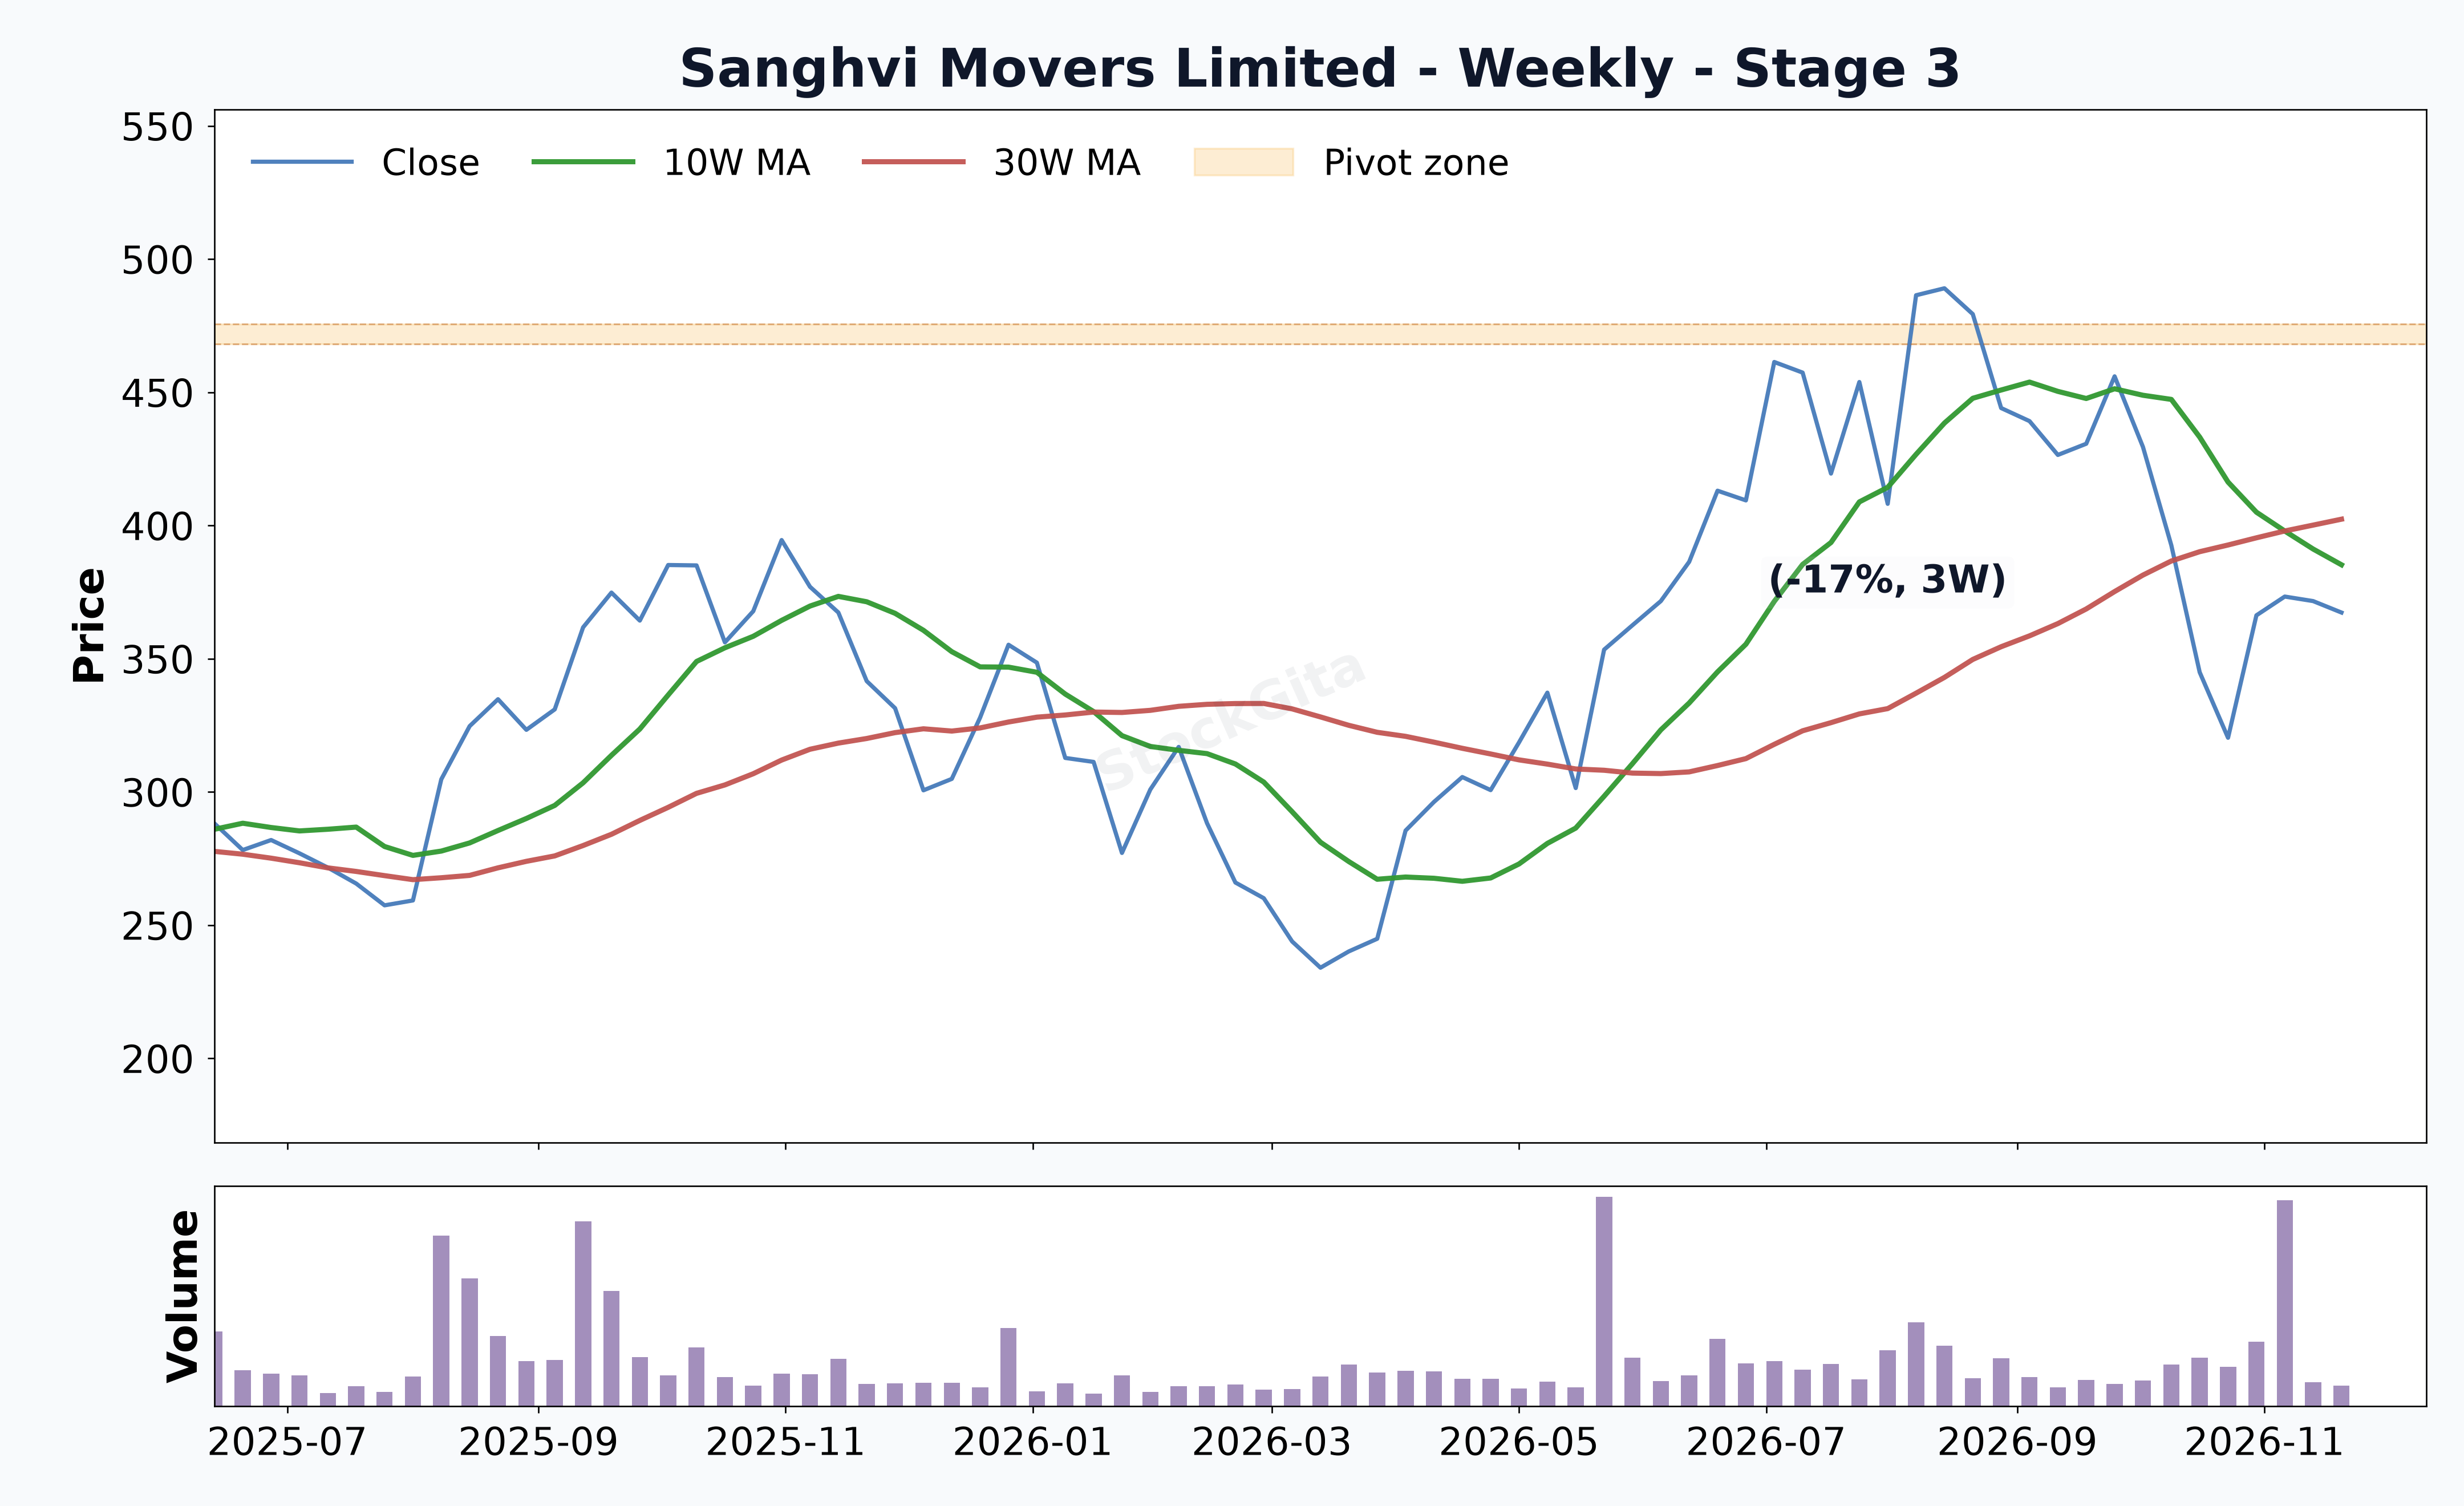 Sanghvi Movers Limited - Weekly - Stage 3
Close
10W MA
30W MA
Pivot zone
550
500
450
400
350
300
250
200
Price
(-17%, 3W)
StockGita
Volume
2025-07
2025-09
2025-11
2026-01
2026-03
2026-05
2026-07
2026-09
2026-11